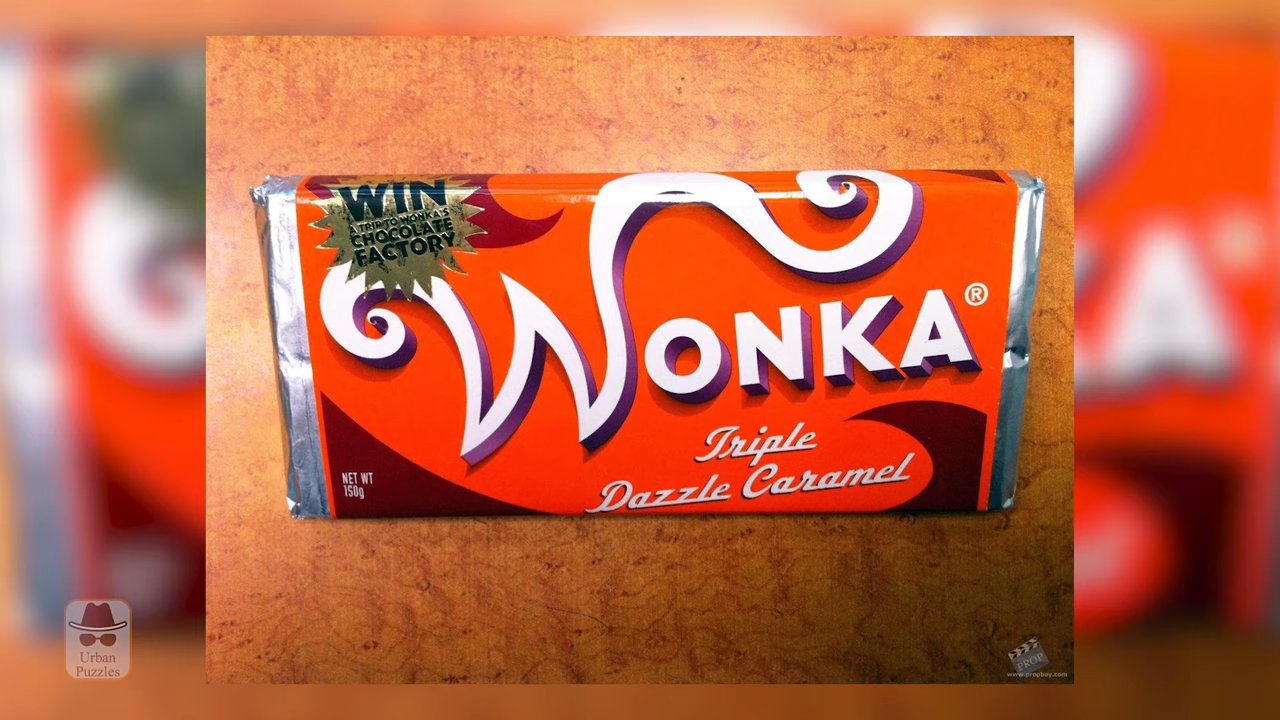 WIN
A TRIP TO WONKA'S
CHOCOLATE
FACTORY
WONKA®
Triple
Dazzle Caramel
NET WT
150g
Urban
Puzzles
PROP
www.propbay.com